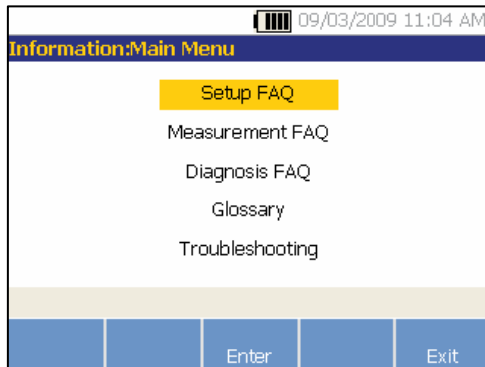 09/03/2009 11:04 AM
Information:Main Menu
Setup FAQ
Measurement FAQ
Diagnosis FAQ
Glossary
Troubleshooting
Enter Exit